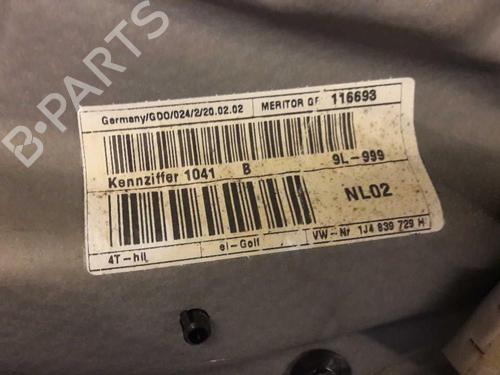 B-PARTS
Germany/GDO/024/2/20.02.02 MERITOR GF 116693
Kennziffer 1041 B 9L-999
NL02
4T-hil el-Golf VW-Nr 1J4 839 729 H